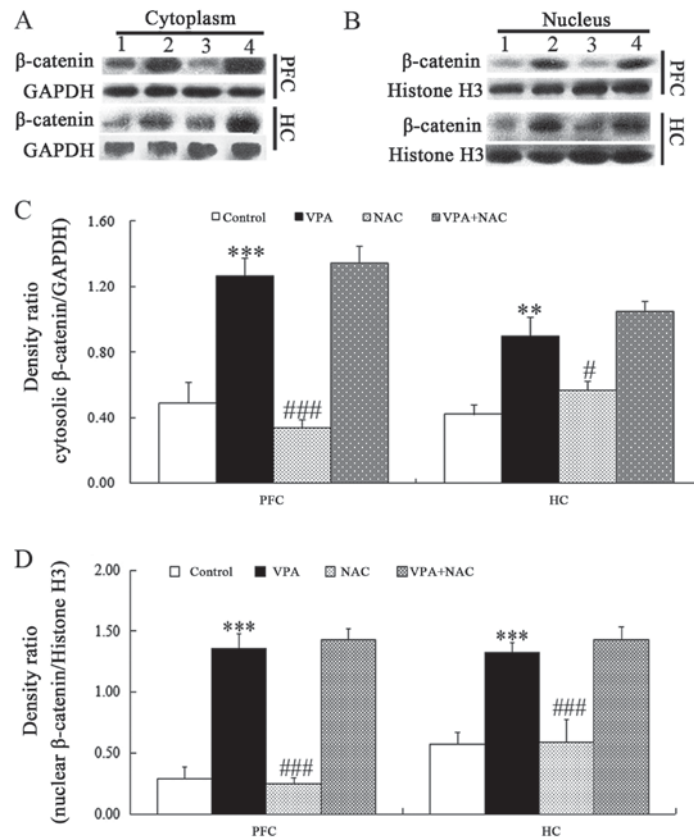 A
Cytoplasm
1 2 3 4
β-catenin
GAPDH
PFC
β-catenin
GAPDH
HC
B
Nucleus
1 2 3 4
β-catenin
Histone H3
PFC
β-catenin
Histone H3
HC
C
Control VPA NAC VPA+NAC
Density ratio
cytosolic β-catenin/GAPDH
1.60
1.20
0.80
0.40
0.00
***
###
**
#
PFC HC
D
Control VPA NAC VPA+NAC
Density ratio
(nuclear β-catenin/Histone H3)
2.00
1.50
1.00
0.50
0.00
***
###
***
###
PFC HC